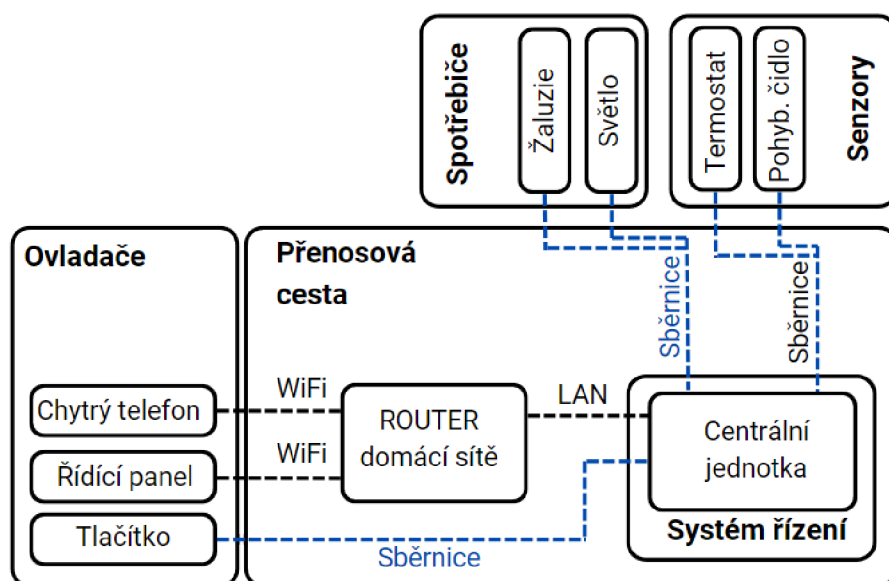 Spotřebiče
Žaluzie
Světlo
Termostat
Pohyb. čidlo
Senzory
Ovladače
Přenosová
cesta
Sběrnice
Sběrnice
Chytrý telefon
WiFi
ROUTER
domácí sítě
LAN
Centrální
jednotka
Řídící panel
WiFi
Tlačítko
Sběrnice
Systém řízení